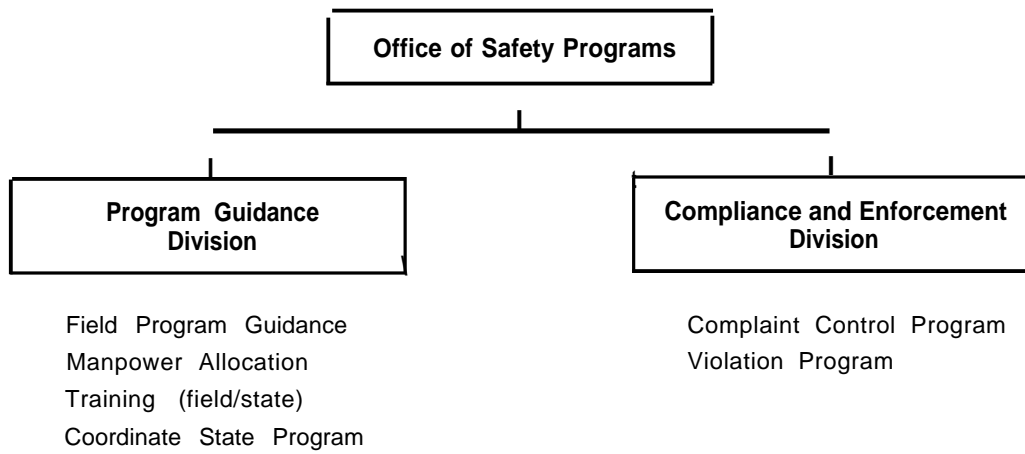 Office of Safety Programs
Program Guidance
Division
Compliance and Enforcement
Division
Field Program Guidance
Manpower Allocation
Training (field/state)
Coordinate State Program
Complaint Control Program
Violation Program